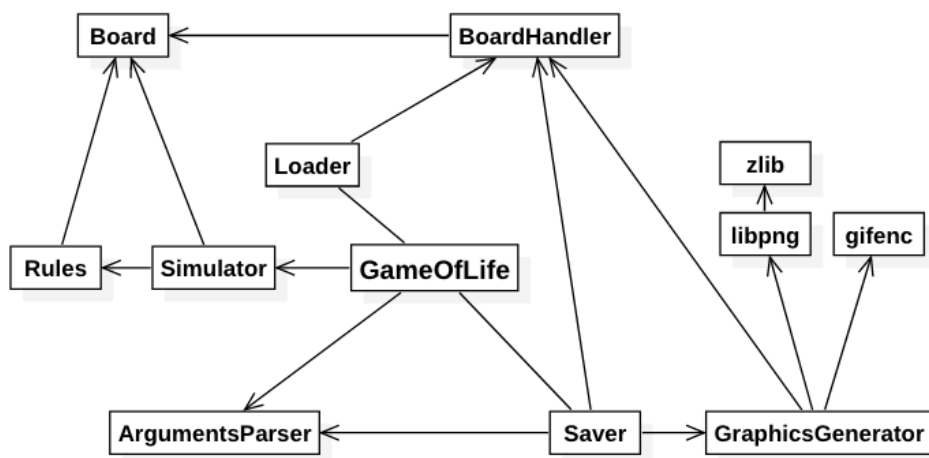 Board
BoardHandler
Loader
zlib
libpng
gifenc
Rules
Simulator
GameOfLife
ArgumentsParser
Saver
GraphicsGenerator